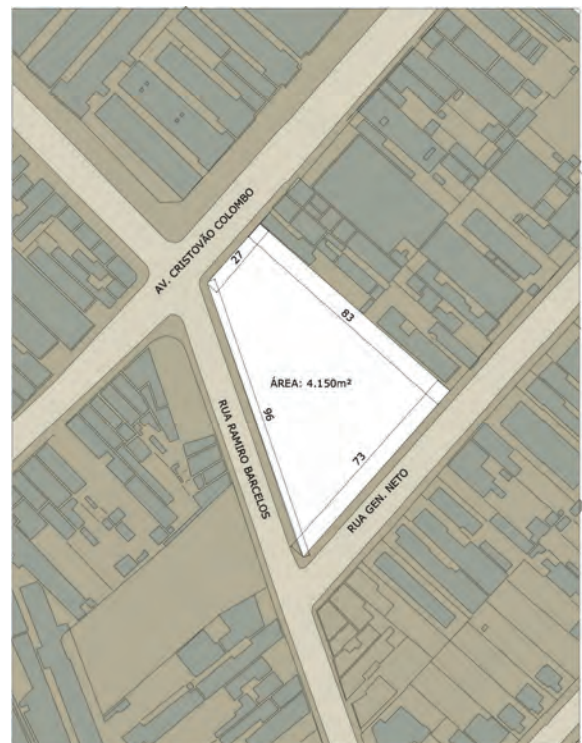 AV. CRISTOVÃO COLOMBO
27
83
ÁREA: 4.150m²
96
73
RUA RAMIRO BARCELOS
RUA GEN. NETO